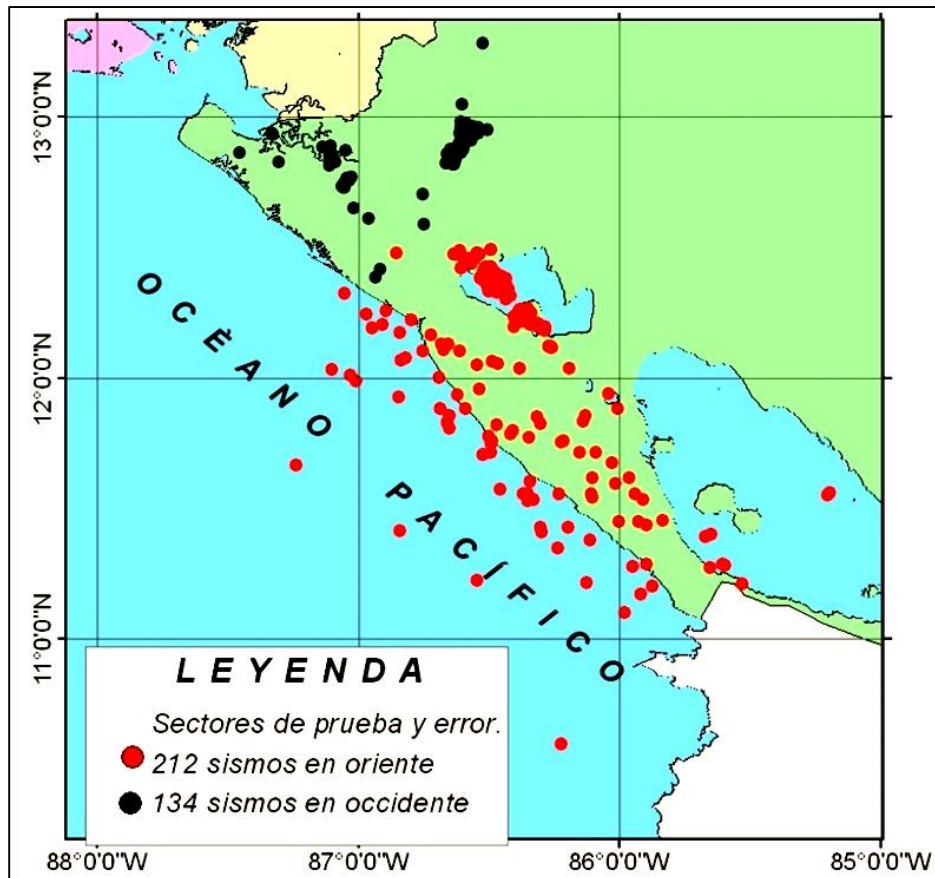 13°0'0"N
12°0'0"N
11°0'0"N
OCÈANO PACÍFICO
LEYENDA
Sectores de prueba y error.
212 sismos en oriente
134 sismos en occidente
88°0'0"W
87°0'0"W
86°0'0"W
85°0'0"W